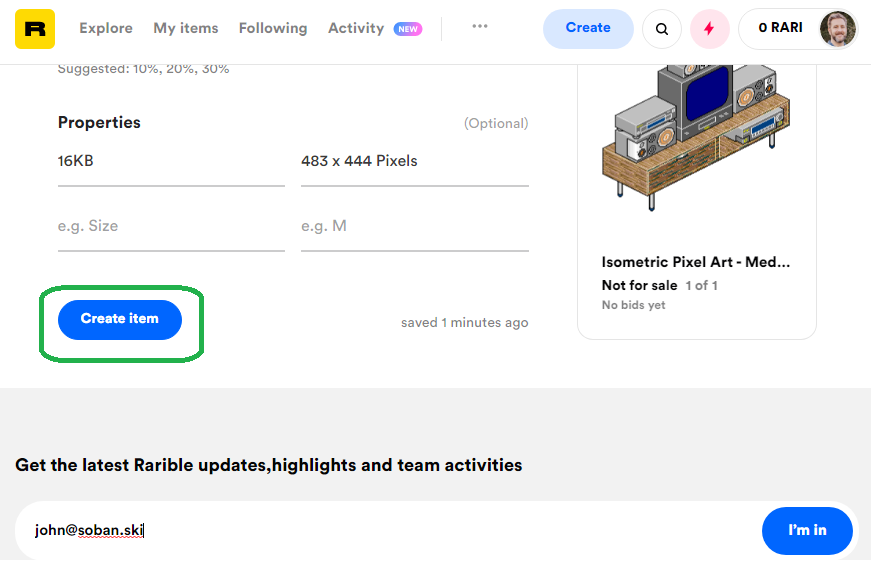 R Explore My items Following Activity NEW ... Create 0 RARI
Suggested: 10%, 20%, 30%
Properties (Optional)
16KB 483 x 444 Pixels
e.g. Size e.g. M
Isometric Pixel Art - Med...
Not for sale 1 of 1
No bids yet
Create item saved 1 minutes ago
Get the latest Rarible updates,highlights and team activities
john@soban.ski I'm in